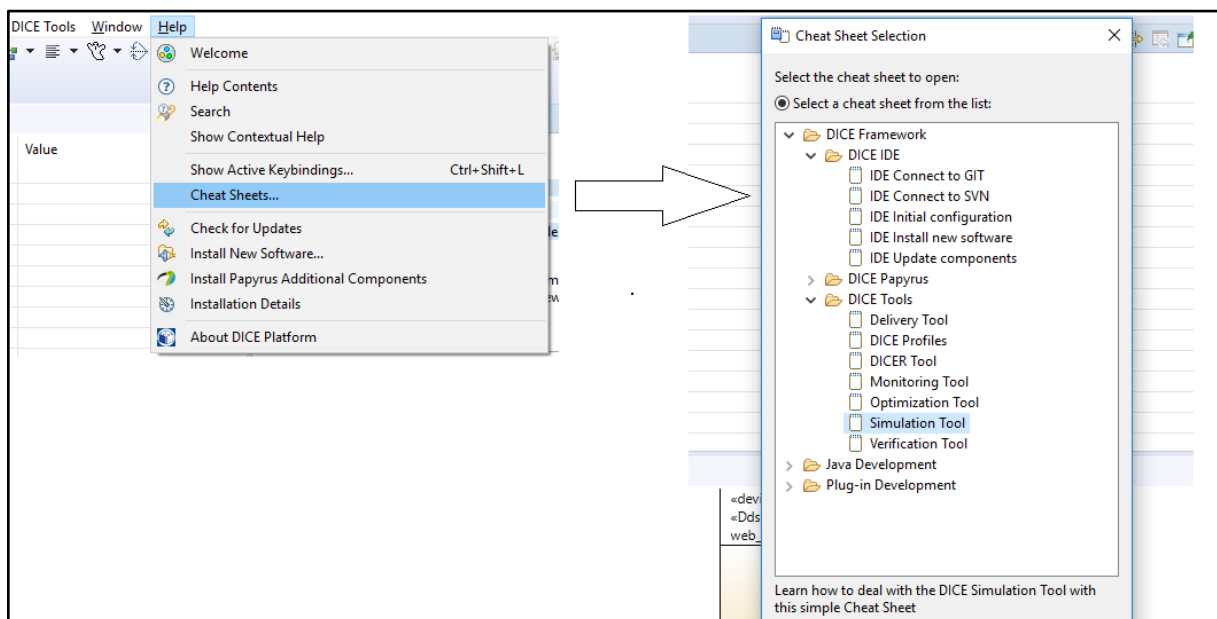 DICE Tools Window Help
Welcome
Help Contents
Search
Show Contextual Help
Value
Show Active Keybindings... Ctrl+Shift+L
Cheat Sheets...
Check for Updates
Install New Software...
Install Papyrus Additional Components
Installation Details
About DICE Platform
Cheat Sheet Selection
Select the cheat sheet to open:
Select a cheat sheet from the list:
DICE Framework
DICE IDE
IDE Connect to GIT
IDE Connect to SVN
IDE Initial configuration
IDE Install new software
IDE Update components
DICE Papyrus
DICE Tools
Delivery Tool
DICE Profiles
DICER Tool
Monitoring Tool
Optimization Tool
Simulation Tool
Verification Tool
Java Development
Plug-in Development
«devi
«Dds
web_
Learn how to deal with the DICE Simulation Tool with
this simple Cheat Sheet